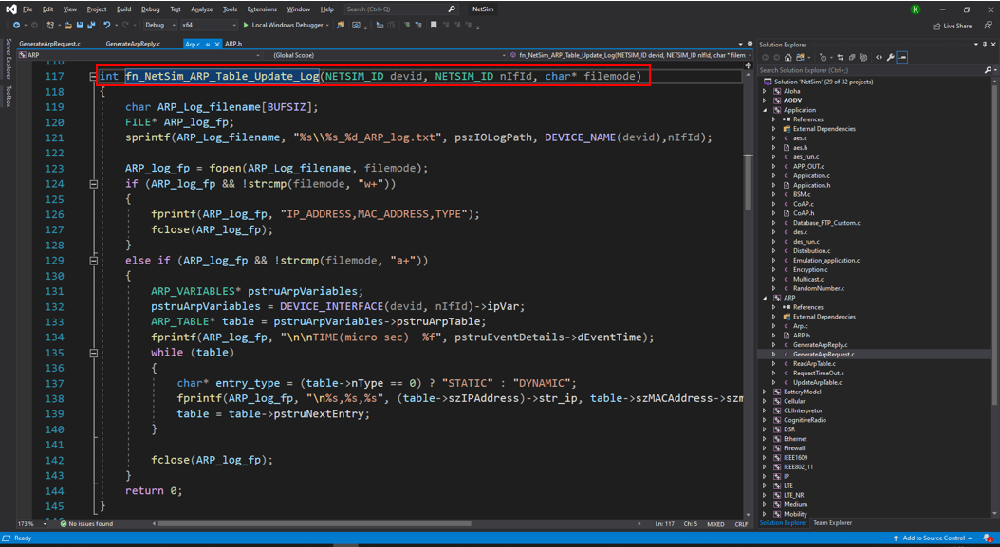 File Edit View Project Build Debug Test Analyze Tools Extensions Window Help Search (Ctrl+Q) NetSim K
Debug x64 Local Windows Debugger Live Share
GenerateArpRequest.c GenerateArpReply.c Arp.c ARP.h
ARP (Global Scope) fn_NetSim_ARP_Table_Update_Log(NETSIM_ID devid, NETSIM_ID nIfId, char* filem
Server Explorer
Toolbox
116
117 int fn_NetSim_ARP_Table_Update_Log(NETSIM_ID devid, NETSIM_ID nIfId, char* filemode)
118 {
119 char ARP_Log_filename[BUFSIZ];
120 FILE* ARP_log_fp;
121 sprintf(ARP_Log_filename, "%s\\%s_%d_ARP_log.txt", pszIOLogPath, DEVICE_NAME(devid),nIfId);
122
123 ARP_log_fp = fopen(ARP_Log_filename, filemode);
124 if (ARP_log_fp && !strcmp(filemode, "w+"))
125 {
126 fprintf(ARP_log_fp, "IP_ADDRESS,MAC_ADDRESS,TYPE");
127 fclose(ARP_log_fp);
128 }
129 else if (ARP_log_fp && !strcmp(filemode, "a+"))
130 {
131 ARP_VARIABLES* pstruArpVariables;
132 pstruArpVariables = DEVICE_INTERFACE(devid, nIfId)->ipVar;
133 ARP_TABLE* table = pstruArpVariables->pstruArpTable;
134 fprintf(ARP_log_fp, "\n\nTIME(micro sec) %f", pstruEventDetails->dEventTime);
135 while (table)
136 {
137 char* entry_type = (table->nType == 0) ? "STATIC" : "DYNAMIC";
138 fprintf(ARP_log_fp, "\n%s,%s,%s", (table->szIPAddress)->str_ip, table->szMACAddress->szm
139 table = table->pstruNextEntry;
140 }
141
142 fclose(ARP_log_fp);
143 }
144 return 0;
145 }
173 % No issues found Ln: 117 Ch: 5 MIXED CRLF
Solution Explorer
Search Solution Explorer (Ctrl+;)
Solution 'NetSim' (29 of 32 projects)
Aloha
AODV
Application
References
External Dependencies
aes.c
aes.h
aes_run.c
APP_OUT.c
Application.c
Application.h
BSM.c
CoAP.c
CoAP.h
Database_FTP_Custom.c
des.c
des_run.c
Distribution.c
Emulation_application.c
Encryption.c
Multicast.c
RandomNumber.c
ARP
References
External Dependencies
Arp.c
ARP.h
GenerateArpReply.c
GenerateArpRequest.c
ReadArpTable.c
RequestTimeOut.c
UpdateArpTable.c
BatteryModel
Cellular
CLIInterpretor
CognitiveRadio
DSR
Ethernet
Firewall
IEEE1609
IEEE802_11
IP
LTE
LTE_NR
Medium
Mobility
Solution Explorer Team Explorer
Ready Add to Source Control 2